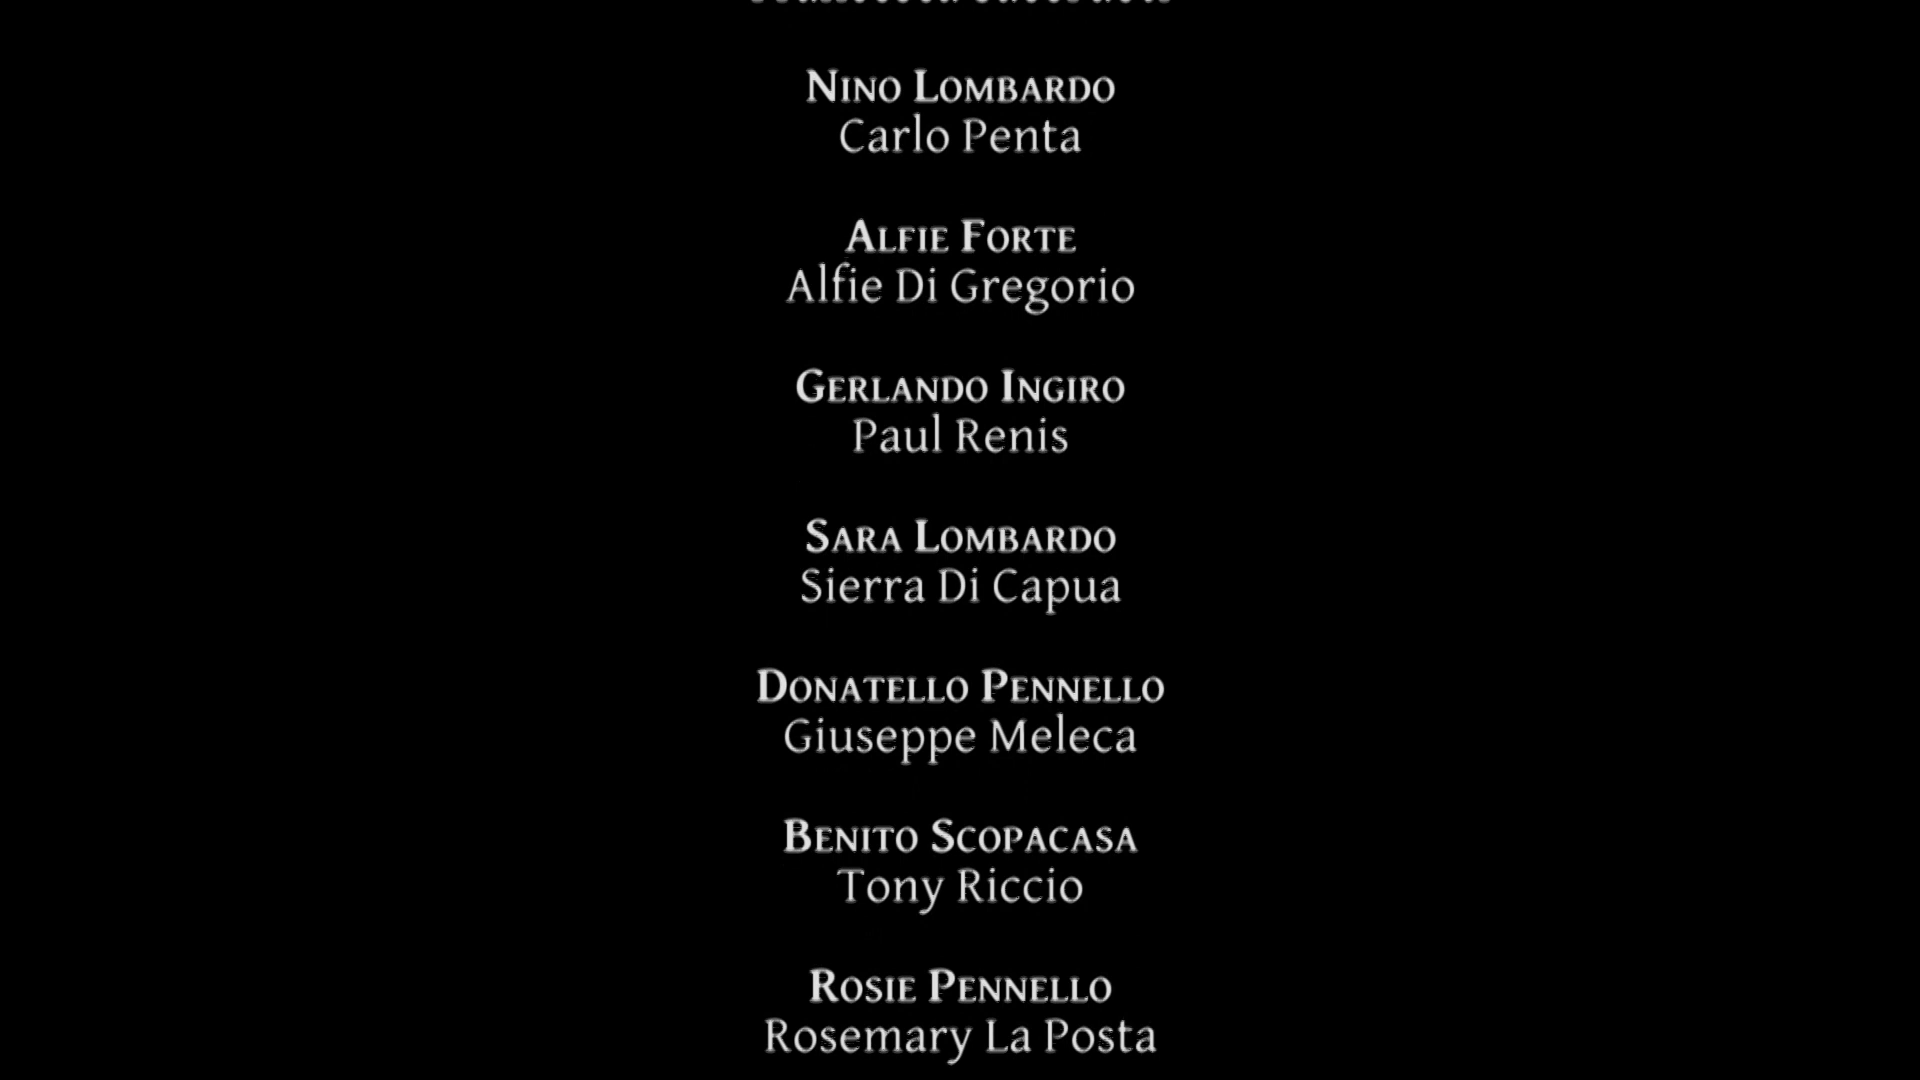 Nino Lombardo
Carlo Penta
Alfie Forte
Alfie Di Gregorio
Gerlando Ingiro
Paul Renis
Sara Lombardo
Sierra Di Capua
Donatello Pennello
Giuseppe Meleca
Benito Scopacasa
Tony Riccio
Rosie Pennello
Rosemary La Posta